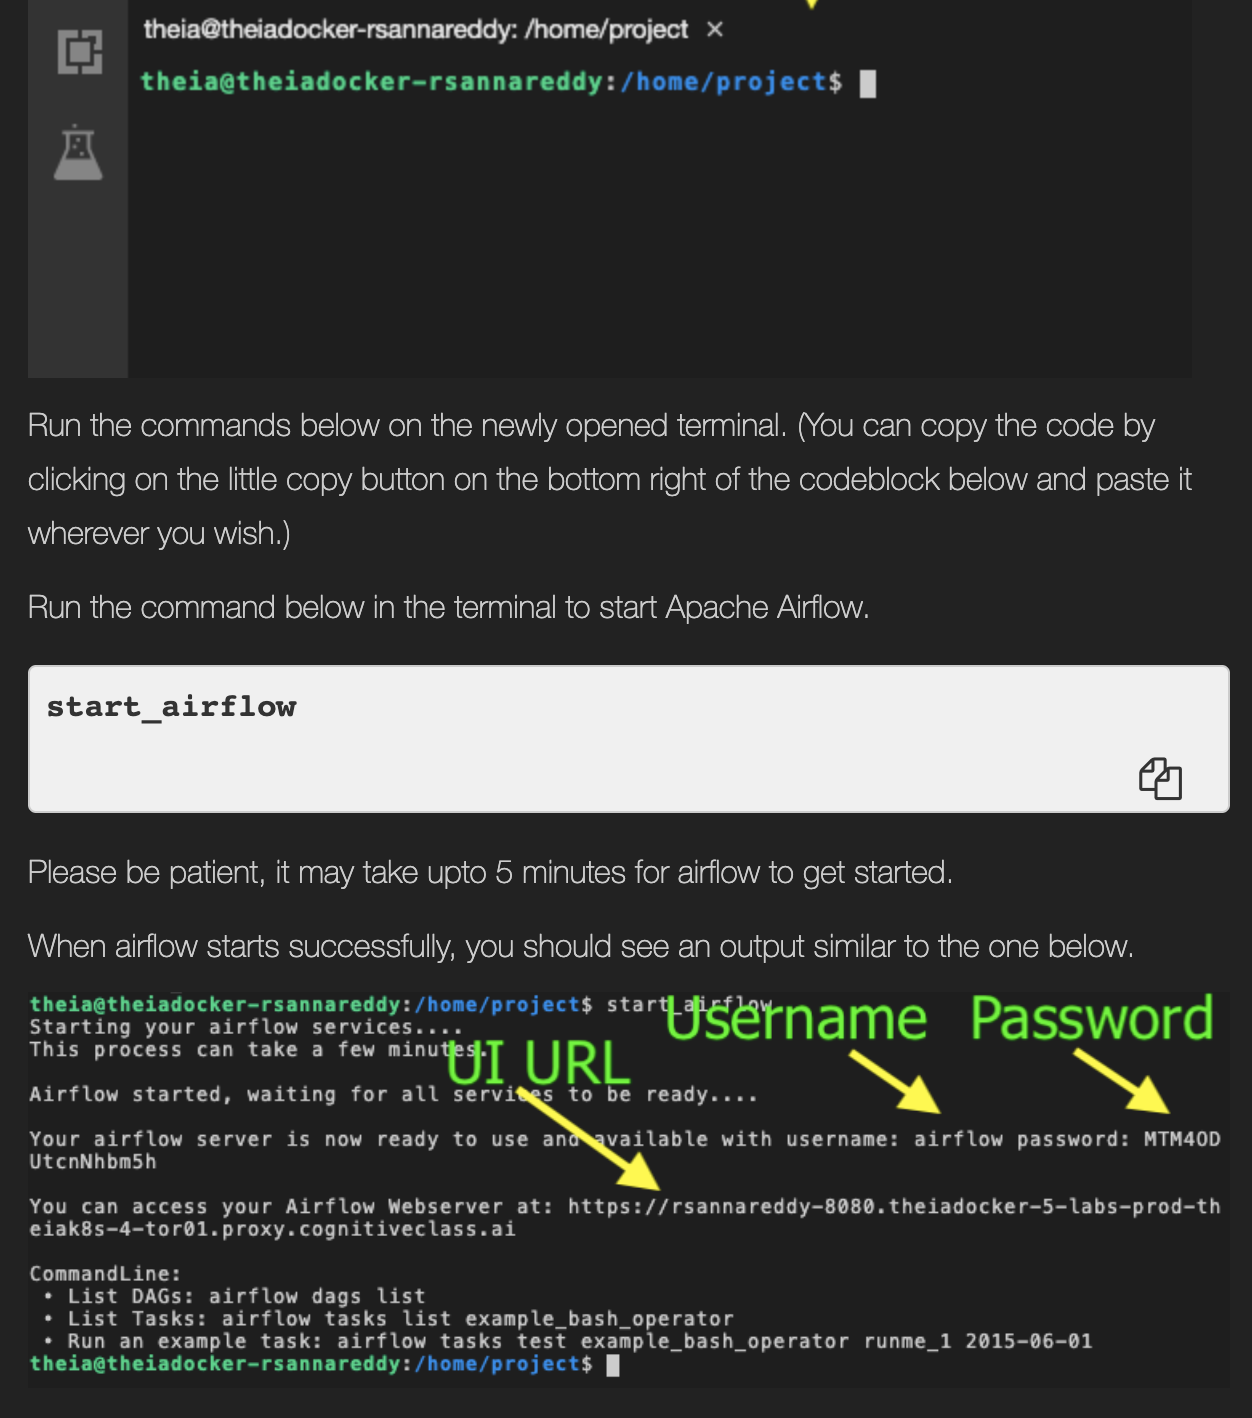 theia@theiadocker-rsannareddy: /home/project ×
theia@theiadocker-rsannareddy:/home/project$
Run the commands below on the newly opened terminal. (You can copy the code by
clicking on the little copy button on the bottom right of the codeblock below and paste it
wherever you wish.)
Run the command below in the terminal to start Apache Airflow.
start_airflow
Please be patient, it may take upto 5 minutes for airflow to get started.
When airflow starts successfully, you should see an output similar to the one below.
theia@theiadocker-rsannareddy:/home/project$ start_airflow
Username Password
Starting your airflow services....
This process can take a few minutes.
UI URL
Airflow started, waiting for all services to be ready....
Your airflow server is now ready to use and available with username: airflow password: MTM4OD
UtcnNhbm5h
You can access your Airflow Webserver at: https://rsannareddy-8080.theiadocker-5-labs-prod-th
eiak8s-4-tor01.proxy.cognitiveclass.ai
CommandLine:
• List DAGs: airflow dags list
• List Tasks: airflow tasks list example_bash_operator
• Run an example task: airflow tasks test example_bash_operator runme_1 2015-06-01
theia@theiadocker-rsannareddy:/home/project$